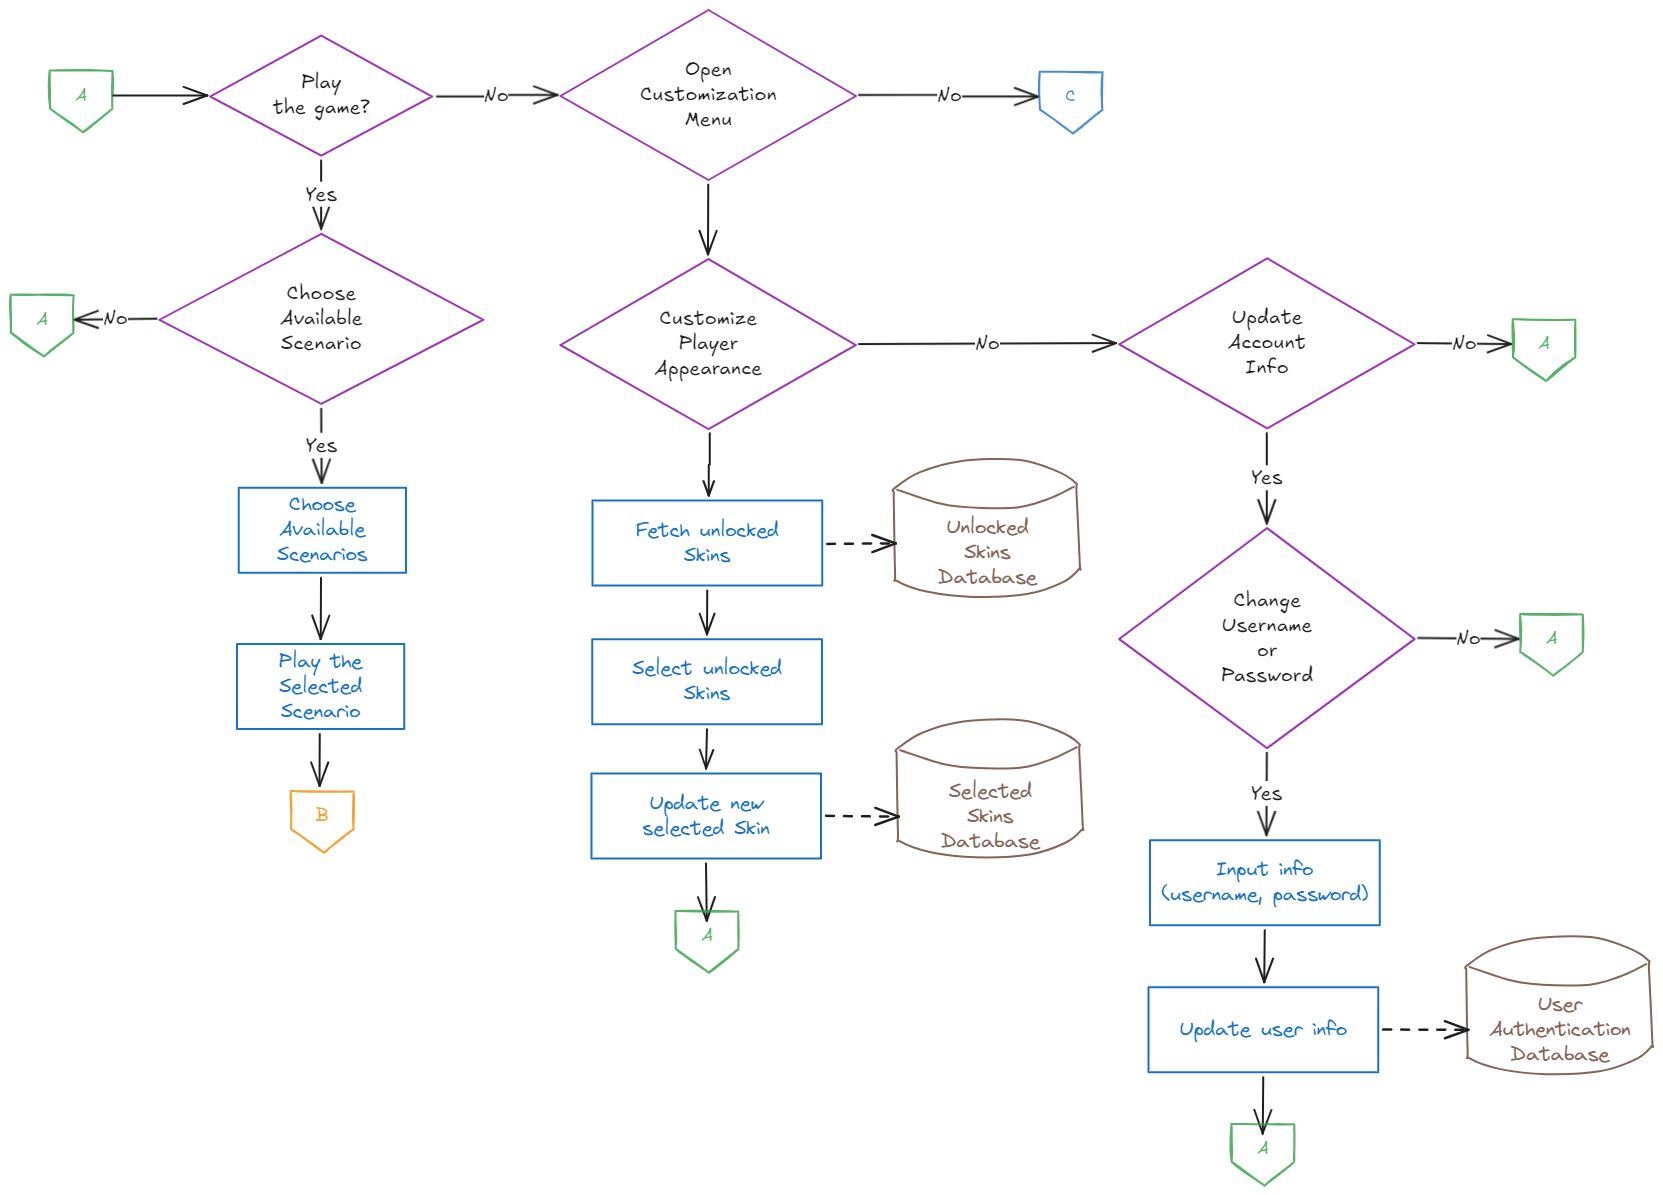 A
Play
the game?
No
Open
Customization
Menu
No
C
Yes
Choose
Available
Scenario
No
A
Customize
Player
Appearance
No
Update
Account
Info
No
A
Yes
Choose
Available
Scenarios
Fetch unlocked
Skins
Unlocked
Skins
Database
Yes
Change
Username
or
Password
No
A
Play the
Selected
Scenario
Select unlocked
Skins
B
Update new
selected Skin
Selected
Skins
Database
Yes
Input info
(username, password)
A
Update user info
User
Authentication
Database
A